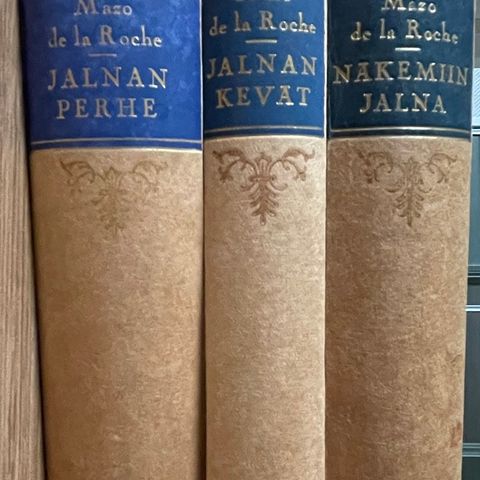 Mazo
de la Roche
JALNAN
PERHE
de la Roche
JALNAN
KEVÄT
Mazo
de la Roche
NÄKEMIIN
JALNA